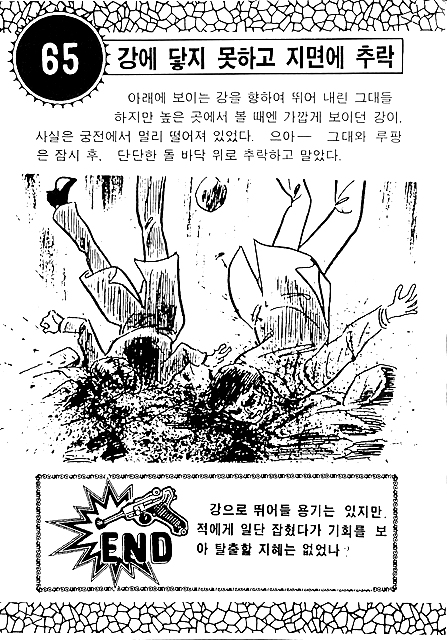 65
강에 닿지 못하고 지면에 추락
아래에 보이는 강을 향하여 뛰어 내린 그대들
하지만 높은 곳에서 볼 때엔 가깝게 보이던 강이,
사실은 궁전에서 멀리 떨어져 있었다. 으아— 그대와 루팡
은 잠시 후, 단단한 돌 바닥 위로 추락하고 말았다.
END
강으로 뛰어들 용기는 있지만,
적에게 일단 잡혔다가 기회를 보
아 탈출할 지혜는 없었나?